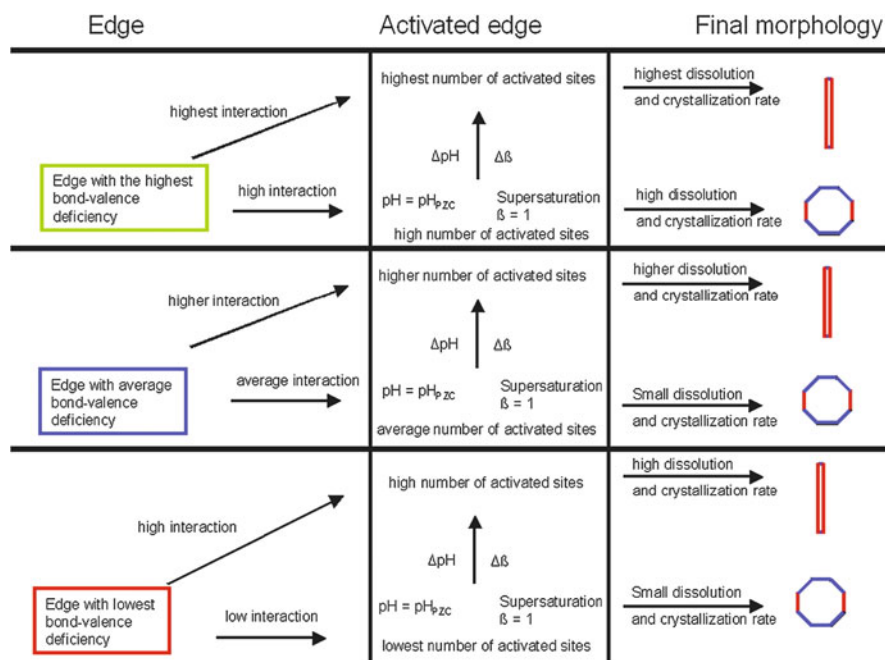 Edge
Activated edge
Final morphology
highest interaction
Edge with the highest
bond-valence
deficiency
high interaction
highest number of activated sites
ΔpH
Δß
pH = pHPZC
Supersaturation
ß = 1
high number of activated sites
highest dissolution
and crystallization rate
high dissolution
and crystallization rate
higher interaction
Edge with average
bond-valence
deficiency
average interaction
higher number of activated sites
ΔpH
Δß
pH = pHPZC
Supersaturation
ß = 1
average number of activated sites
higher dissolution
and crystallization rate
Small dissolution
and crystallization rate
high interaction
Edge with lowest
bond-valence
deficiency
low interaction
high number of activated sites
ΔpH
Δß
pH = pHPZC
Supersaturation
ß = 1
lowest number of activated sites
high dissolution
and crystallization rate
Small dissolution
and crystallization rate